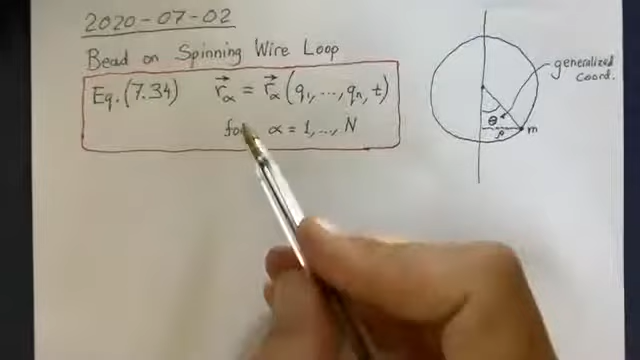 2020-07-02
Bead on Spinning Wire Loop
Eq. (7.34) r⃗α = r⃗α (q₁, ..., qn, t)
for α = 1, ..., N
generalized
coord.
θ
m
ρ